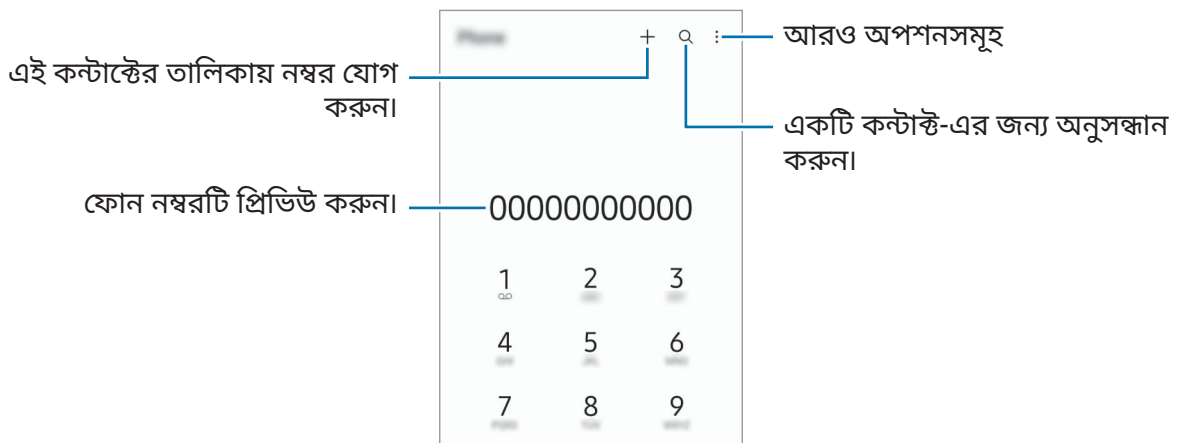 Phone
আরও অপশনসমূহ
এই কন্টাক্টের তালিকায় নম্বর যোগ
করুন।
একটি কন্টাক্ট-এর জন্য অনুসন্ধান
করুন।
ফোন নম্বরটি প্রিভিউ করুন।
00000000000
1 2 3
4 5 6
7 8 9